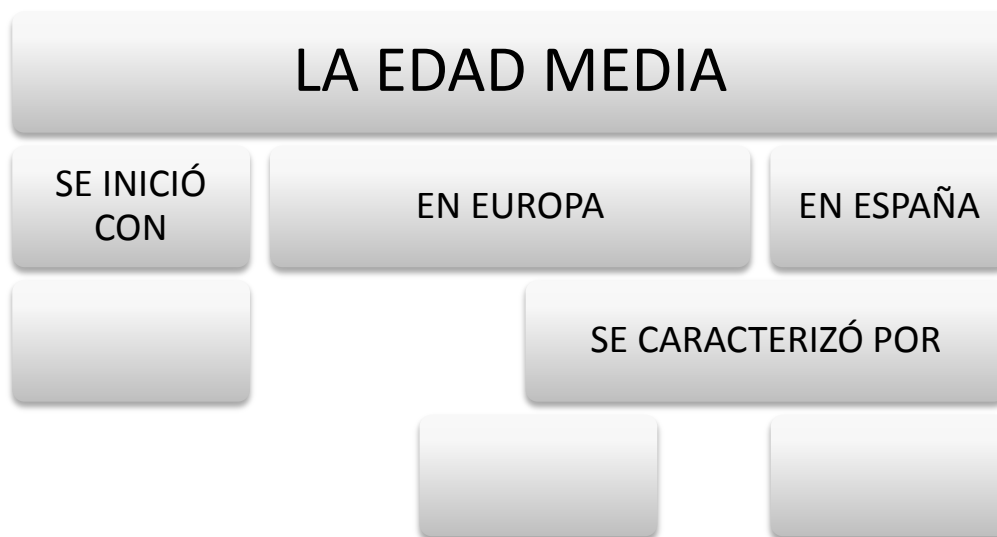 LA EDAD MEDIA
SE INICIÓ
CON
EN EUROPA
EN ESPAÑA
SE CARACTERIZÓ POR